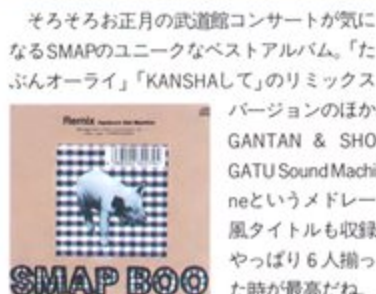 そろそろお正月の武道館コンサートが気に
なるSMAPのユニークなベストアルバム。「た
ぶんオーライ」「KANSHAして」のリミックス
バージョンのほか
GANTAN & SHO
GATU Sound Machi
neというメドレー
風タイトルも収録
やっぱり6人揃っ
た時が最高だね。
Remix
SMAP BOO